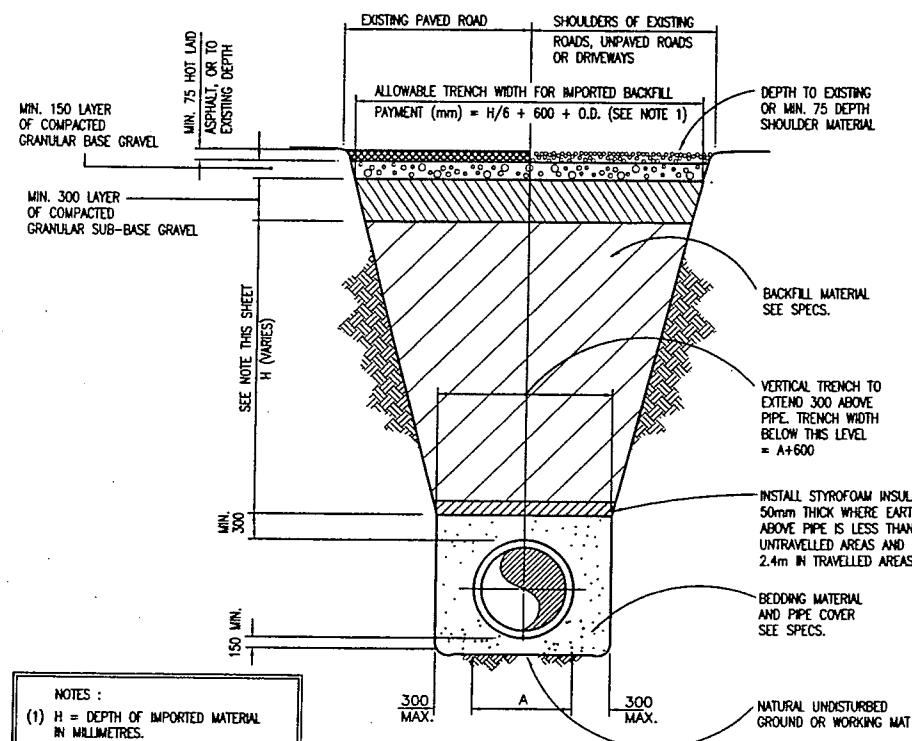 EXISTING PAVED ROAD
SHOULDERS OF EXISTING
ROADS, UNPAVED ROADS
OR DRIVEWAYS
MIN. 75 HOT LAID
ASPHALT, OR TO
EXISTING DEPTH
ALLOWABLE TRENCH WIDTH FOR IMPORTED BACKFILL
PAYMENT (mm) = H/6 + 600 + O.D. (SEE NOTE 1)
DEPTH TO EXISTING
OR MIN. 75 DEPTH
SHOULDER MATERIAL
MIN. 150 LAYER
OF COMPACTED
GRANULAR BASE GRAVEL
MIN. 300 LAYER
OF COMPACTED
GRANULAR SUB-BASE GRAVEL
SEE NOTE THIS SHEET
H (VARIES)
BACKFILL MATERIAL
SEE SPECS.
VERTICAL TRENCH TO
EXTEND 300 ABOVE
PIPE. TRENCH WIDTH
BELOW THIS LEVEL
= A+600
INSTALL STYROFOAM INSUL
50mm THICK WHERE EART
ABOVE PIPE IS LESS THAN
UNTRAVELLED AREAS AND
2.4m IN TRAVELLED AREAS
MIN.
300
BEDDING MATERIAL
AND PIPE COVER
SEE SPECS.
150 MIN.
300
MAX.
A
300
MAX.
NATURAL UNDISTURBED
GROUND OR WORKING MAT
NOTES :
(1) H = DEPTH OF IMPORTED MATERIAL
IN MILLIMETRES.